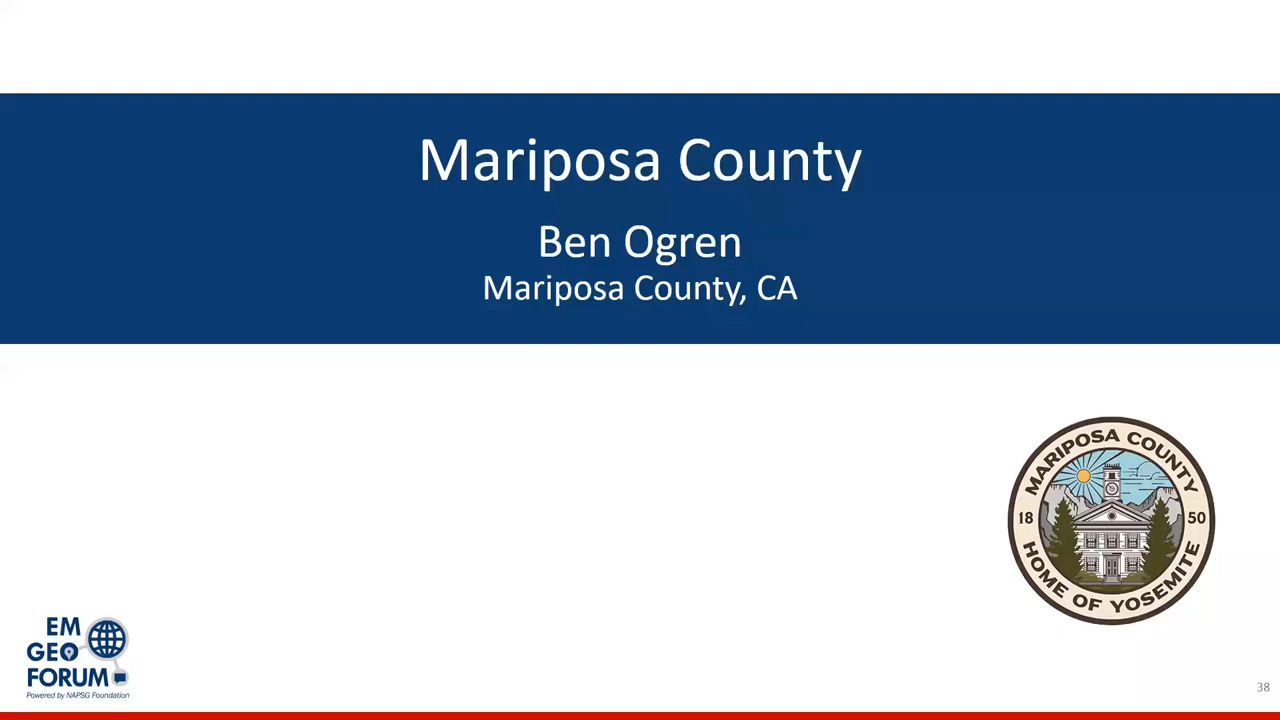 Mariposa County
Ben Ogren
Mariposa County, CA
MARIPOSA COUNTY
18 50
HOME OF YOSEMITE
EM
GEO
FORUM
Powered by NAPSG Foundation
38